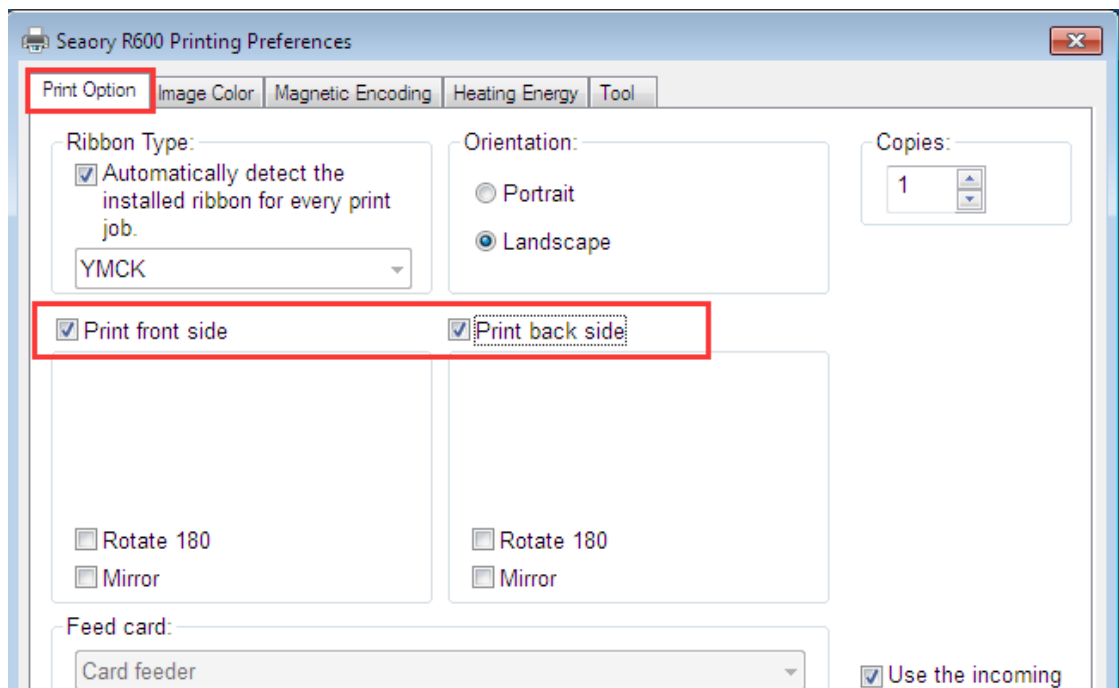 Seaory R600 Printing Preferences
Print Option
Image Color
Magnetic Encoding
Heating Energy
Tool
Ribbon Type:
Automatically detect the
installed ribbon for every print
job.
YMCK
Orientation:
Portrait
Landscape
Copies:
1
Print front side
Print back side
Rotate 180
Mirror
Rotate 180
Mirror
Feed card:
Card feeder
Use the incoming